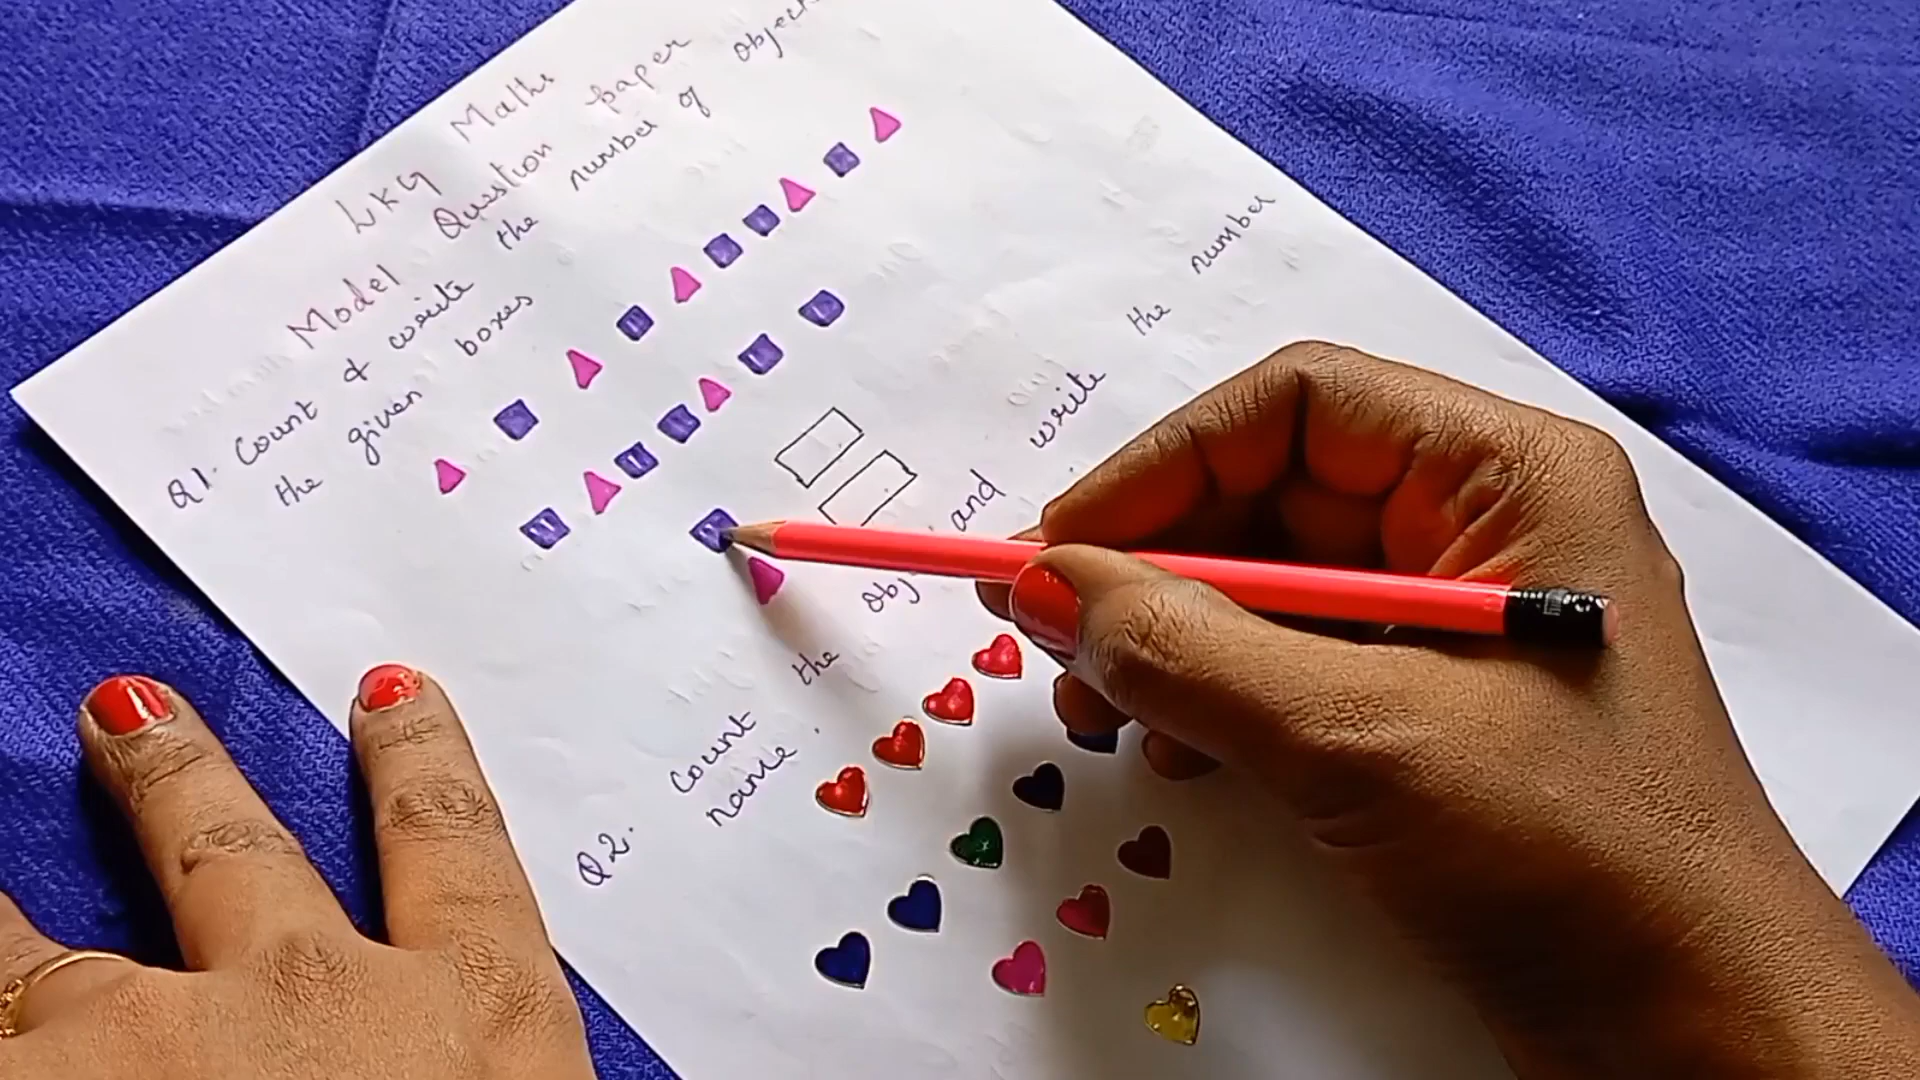 LKG Maths
Model Question paper
Q1. Count & write the number of objects
the given boxes
Q2. Count the and write the number
name.